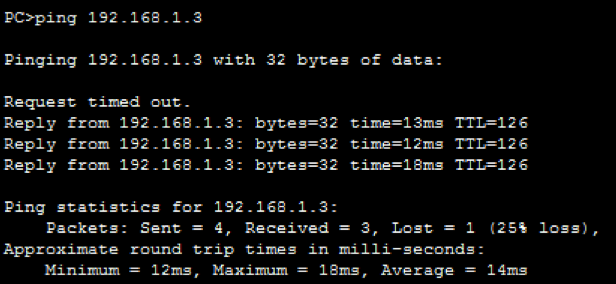 PC>ping 192.168.1.3
Pinging 192.168.1.3 with 32 bytes of data:
Request timed out.
Reply from 192.168.1.3: bytes=32 time=13ms TTL=126
Reply from 192.168.1.3: bytes=32 time=12ms TTL=126
Reply from 192.168.1.3: bytes=32 time=18ms TTL=126
Ping statistics for 192.168.1.3:
Packets: Sent = 4, Received = 3, Lost = 1 (25% loss),
Approximate round trip times in milli-seconds:
Minimum = 12ms, Maximum = 18ms, Average = 14ms